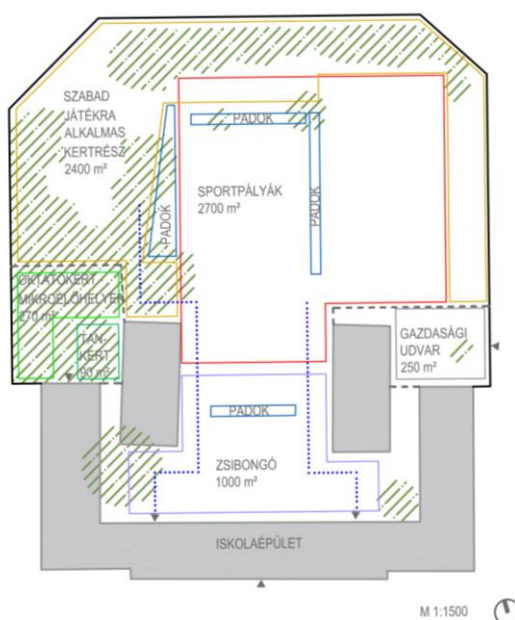 SZABAD
JÁTÉKRA
ALKALMAS
KERTRÉSZ
2400 m²
PADOK
SPORTPÁLYÁK
2700 m²
PADOK
PADOK
OKTATÓKERT
MIKROÉLŐHELYEK
270 m²
TAN-
KERT
90 m²
GAZDASÁGI
UDVAR
250 m²
PADOK
ZSIBONGÓ
1000 m²
ISKOLAÉPÜLET
M 1:1500